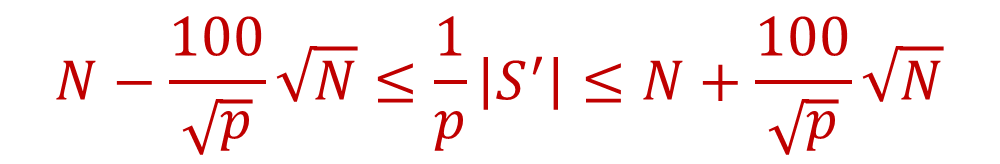 N − 100/√p √N ≤ 1/p |S′| ≤ N + 100/√p √N